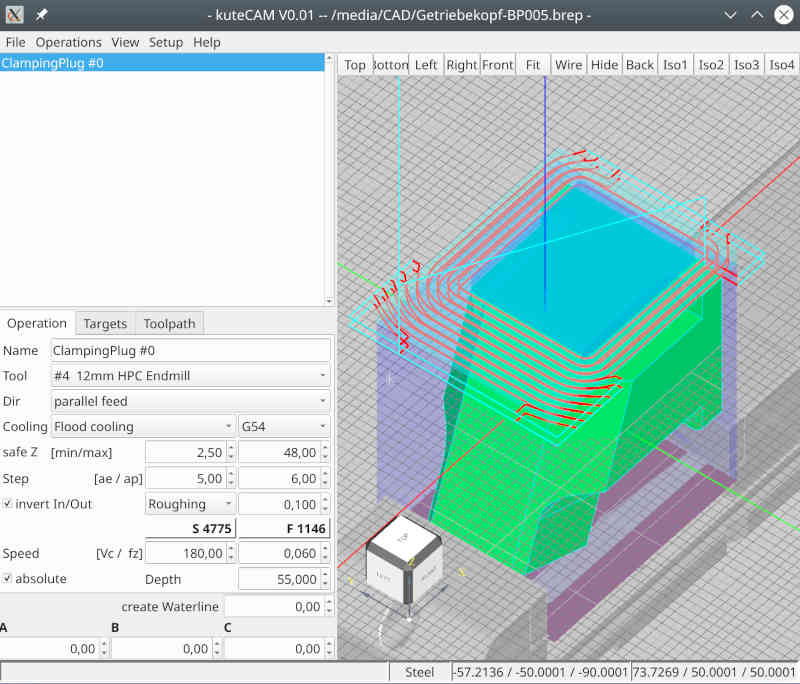 - kuteCAM V0.01 -- /media/CAD/Getriebekopf-BP005.brep -
File Operations View Setup Help
ClampingPlug #0
Top Botton Left Right Front Fit Wire Hide Back Iso1 Iso2 Iso3 Iso4
Operation Targets Toolpath
Name ClampingPlug #0
Tool #4 12mm HPC Endmill
Dir parallel feed
Cooling Flood cooling G54
safe Z [min/max] 2,50 48,00
Step [ae / ap] 5,00 6,00
invert In/Out Roughing 0,100
S 4775 F 1146
Speed [Vc / fz] 180,00 0,060
absolute Depth 55,000
create Waterline 0,00
A B C
0,00 0,00 0,00
TOP
Steel -57.2136 / -50.0001 / -90.0001 73.7269 / 50.0001 / 50.0001